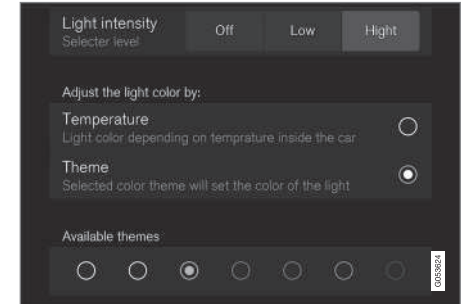 Light intensity
Selecter level
Off Low Hight
Adjust the light color by:
Temperature
Light color depending on temprature inside the car
Theme
Selected color theme will set the color of the light
Available themes
G053624